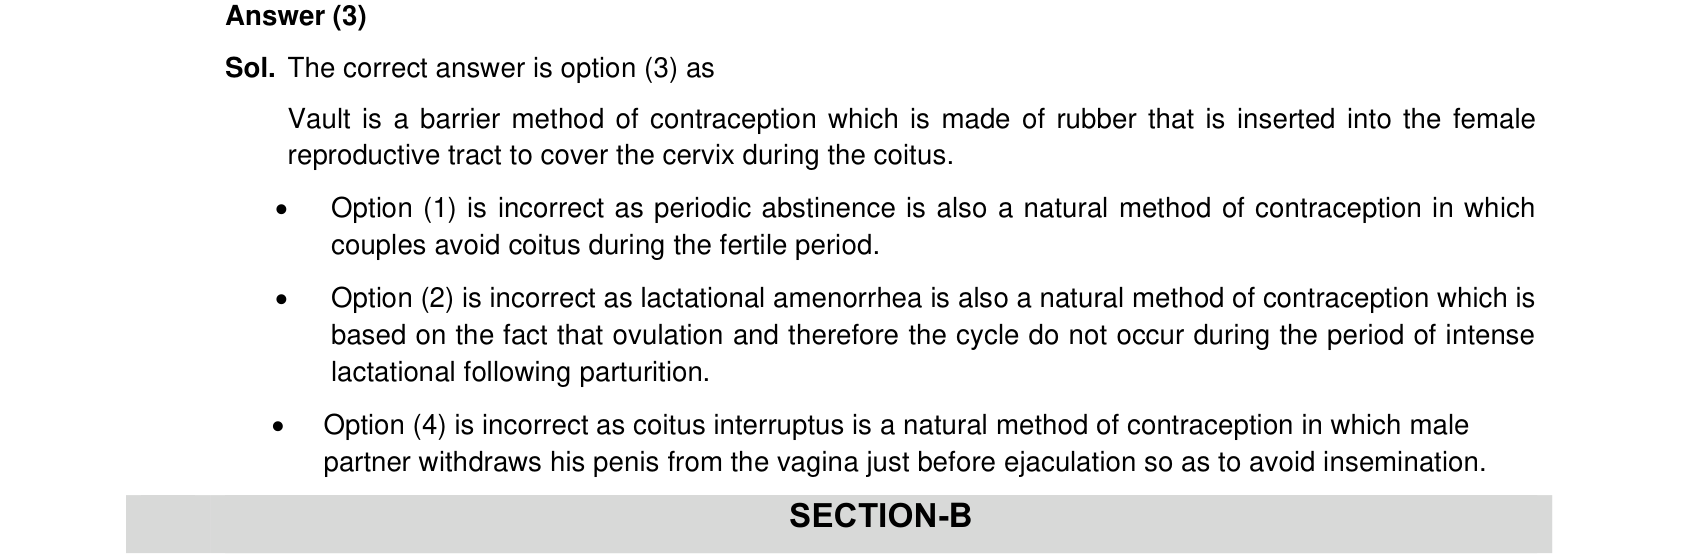 Answer (3)
Sol. The correct answer is option (3) as
Vault is a barrier method of contraception which is made of rubber that is inserted into the female
reproductive tract to cover the cervix during the coitus.
• Option (1) is incorrect as periodic abstinence is also a natural method of contraception in which
couples avoid coitus during the fertile period.
• Option (2) is incorrect as lactational amenorrhea is also a natural method of contraception which is
based on the fact that ovulation and therefore the cycle do not occur during the period of intense
lactational following parturition.
• Option (4) is incorrect as coitus interruptus is a natural method of contraception in which male
partner withdraws his penis from the vagina just before ejaculation so as to avoid insemination.
SECTION-B